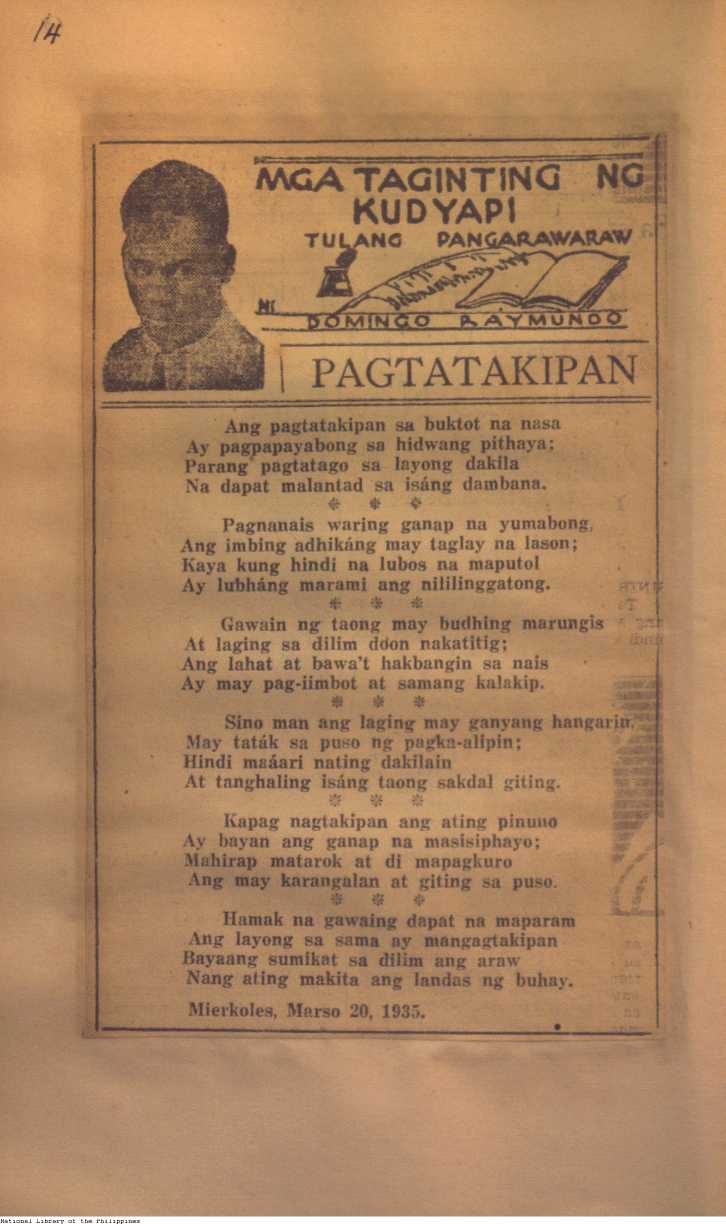 14
MGA TAGINTING NG
KUDYAPI
TULANG PANGARAWARAW
NI
DOMINGO RAYMUNDO
PAGTATAKIPAN
Ang pagtatakipan sa buktot na nasa
Ay pagpapayabong sa hidwang pithaya;
Parang pagtatago sa layong dakila
Na dapat malantad sa isáng dambana.
* * *
Pagnanais waring ganap na yumabong,
Ang imbing adhikáng may taglay na lason;
Kaya kung hindi na lubos na maputol
Ay lubháng marami ang nililinggatong.
* * *
Gawain ng taong may budhing marungis
At laging sa dilim doon nakatitig;
Ang lahat at bawa't hakbangin sa nais
Ay may pag-iimbot at samang kalakip.
* * *
Sino man ang laging may ganyang hangarin,
May taták sa puso ng pagka-alipin;
Hindi maáari nating dakilain
At tanghaling isáng taong sakdal giting.
* * *
Kapag nagtakipan ang ating pinuno
Ay bayan ang ganap na masisiphayo;
Mahirap matarok at di mapagkuro
Ang may karangalan at giting sa puso.
* * *
Hamak na gawaing dapat na maparam
Ang layong sa sama ay mangagtakipan
Bayaang sumikat sa dilim ang araw
Nang ating makita ang landas ng buhay.
Mierkoles, Marso 20, 1935.
National Library of the Philippines